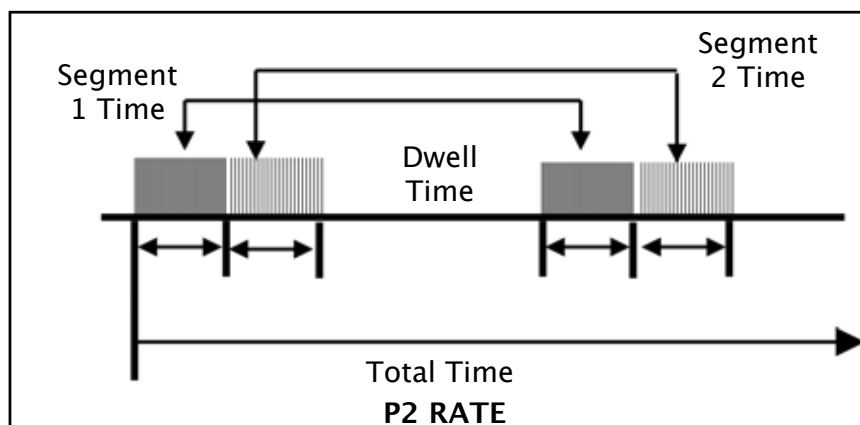 Segment
1 Time
Segment
2 Time
Dwell
Time
Total Time
P2 RATE